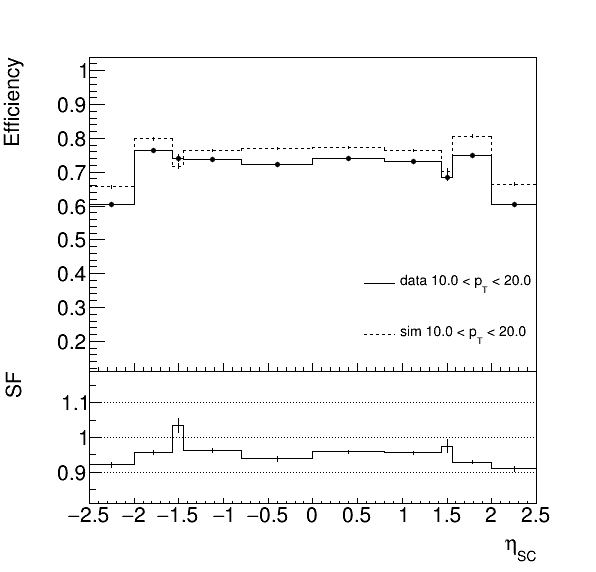 Efficiency
1
0.9
0.8
0.7
0.6
0.5
0.4
0.3
0.2
data 10.0 < p_T < 20.0
sim 10.0 < p_T < 20.0
SF
1.1
1
0.9
−2.5 −2 −1.5 −1 −0.5 0 0.5 1 1.5 2 2.5
η_SC